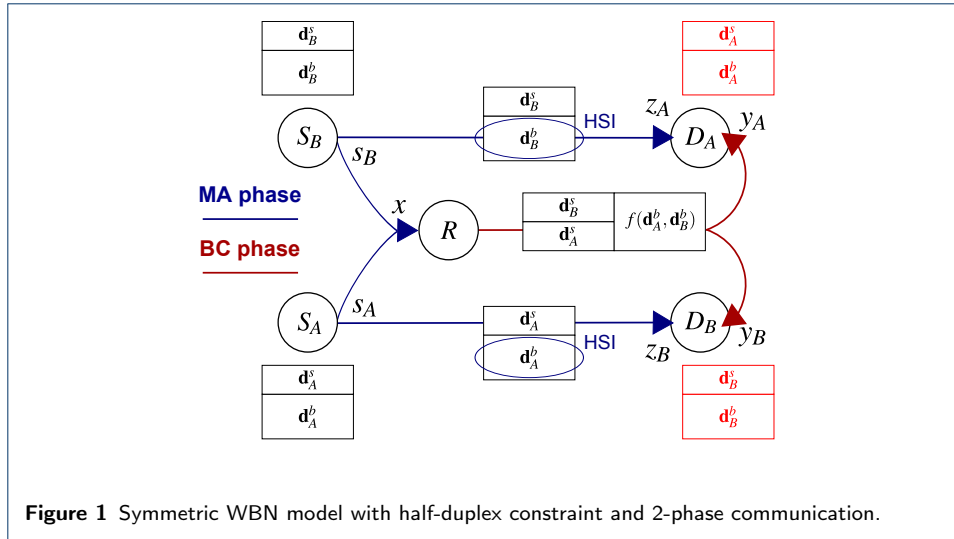 d_B^s
d_A^s
d_B^b
d_A^b
d_B^s
HSI
z_A
y_A
S_B
d_B^b
D_A
s_B
MA phase
x
d_B^s
f(d_A^b, d_B^b)
R
d_A^s
BC phase
s_A
S_A
d_A^s
D_B
HSI
y_B
d_A^b
z_B
d_A^s
d_B^s
d_A^b
d_B^b
Figure 1 Symmetric WBN model with half-duplex constraint and 2-phase communication.